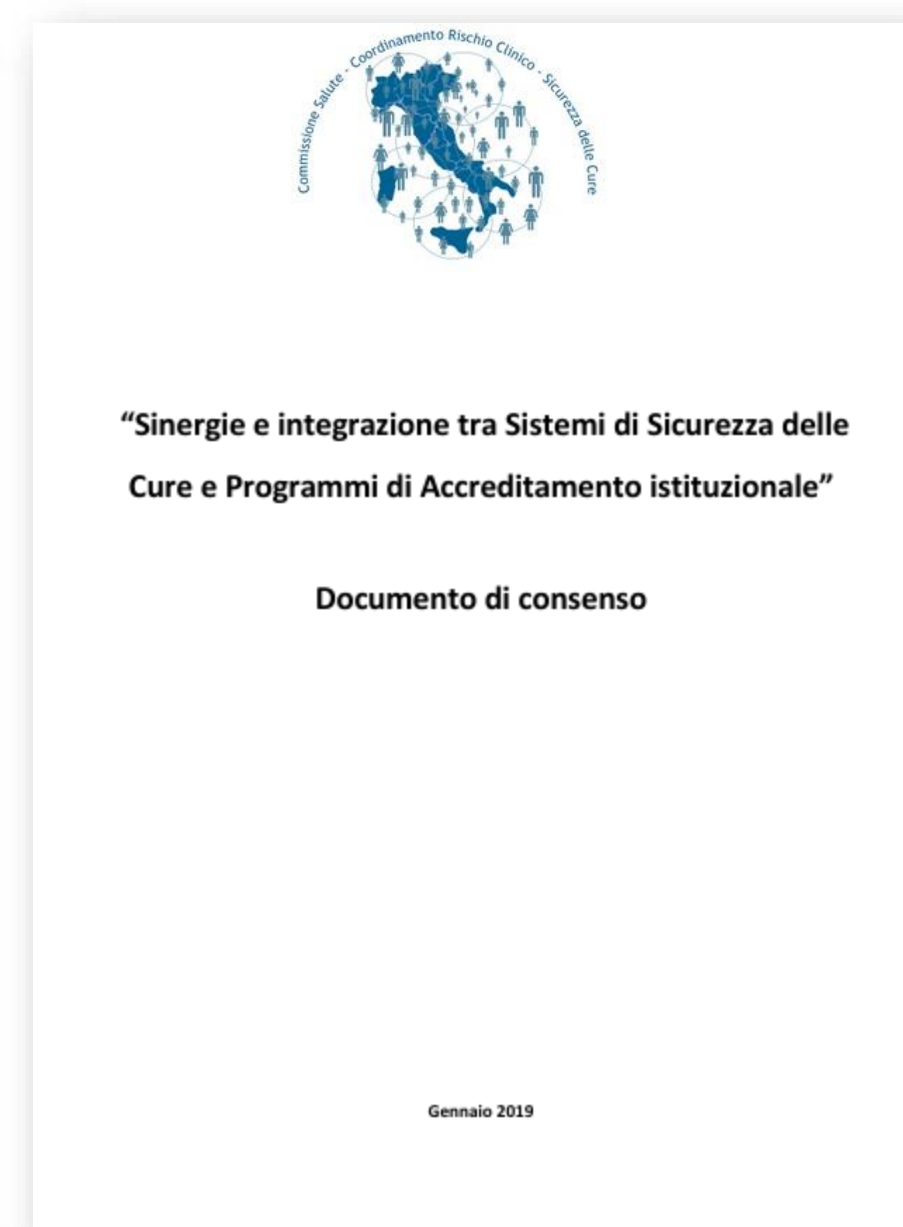 Commissione Salute - Coordinamento Rischio Clinico - Sicurezza delle Cure
“Sinergie e integrazione tra Sistemi di Sicurezza delle
Cure e Programmi di Accreditamento istituzionale”
Documento di consenso
Gennaio 2019